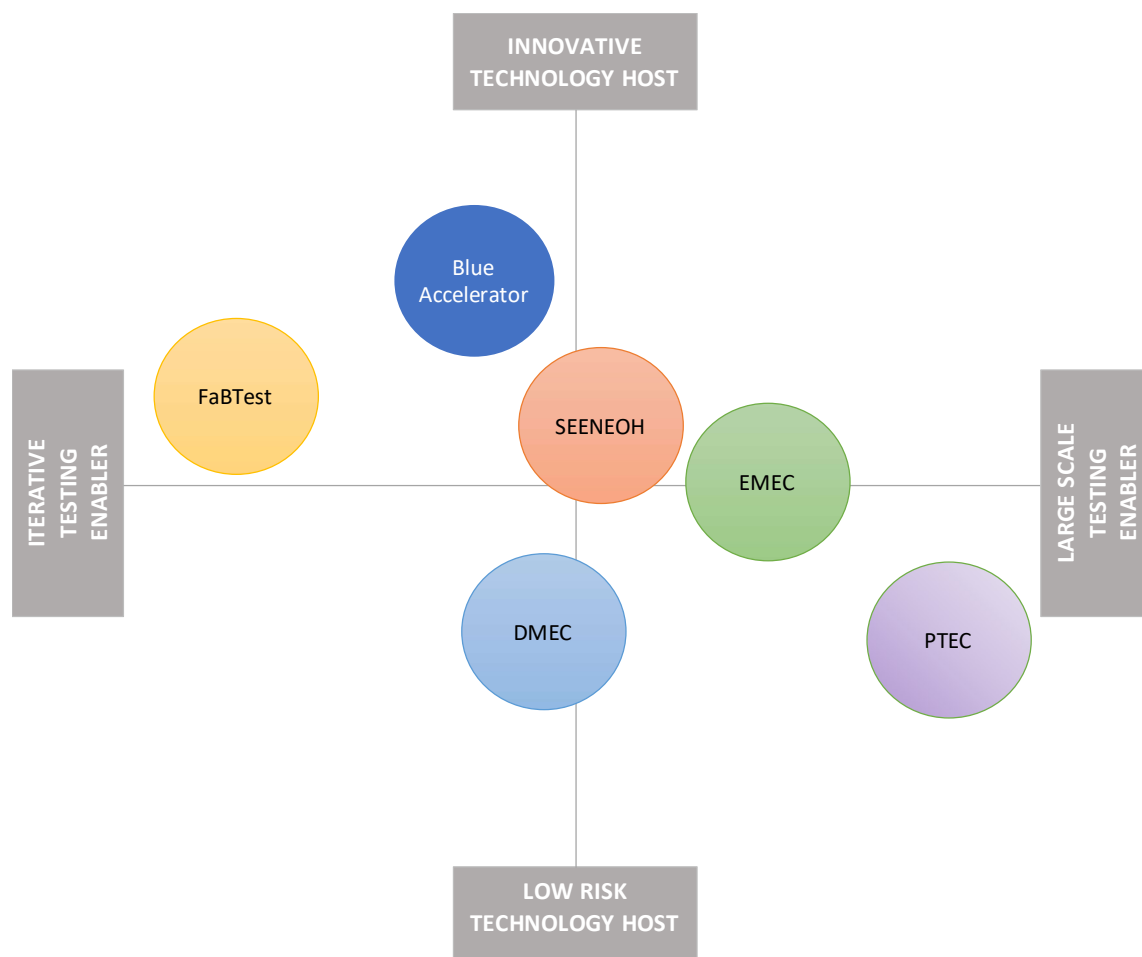 INNOVATIVE
TECHNOLOGY HOST
Blue
Accelerator
FaBTest
SEENEOH
EMEC
ITERATIVE
TESTING
ENABLER
LARGE SCALE
TESTING
ENABLER
DMEC
PTEC
LOW RISK
TECHNOLOGY HOST